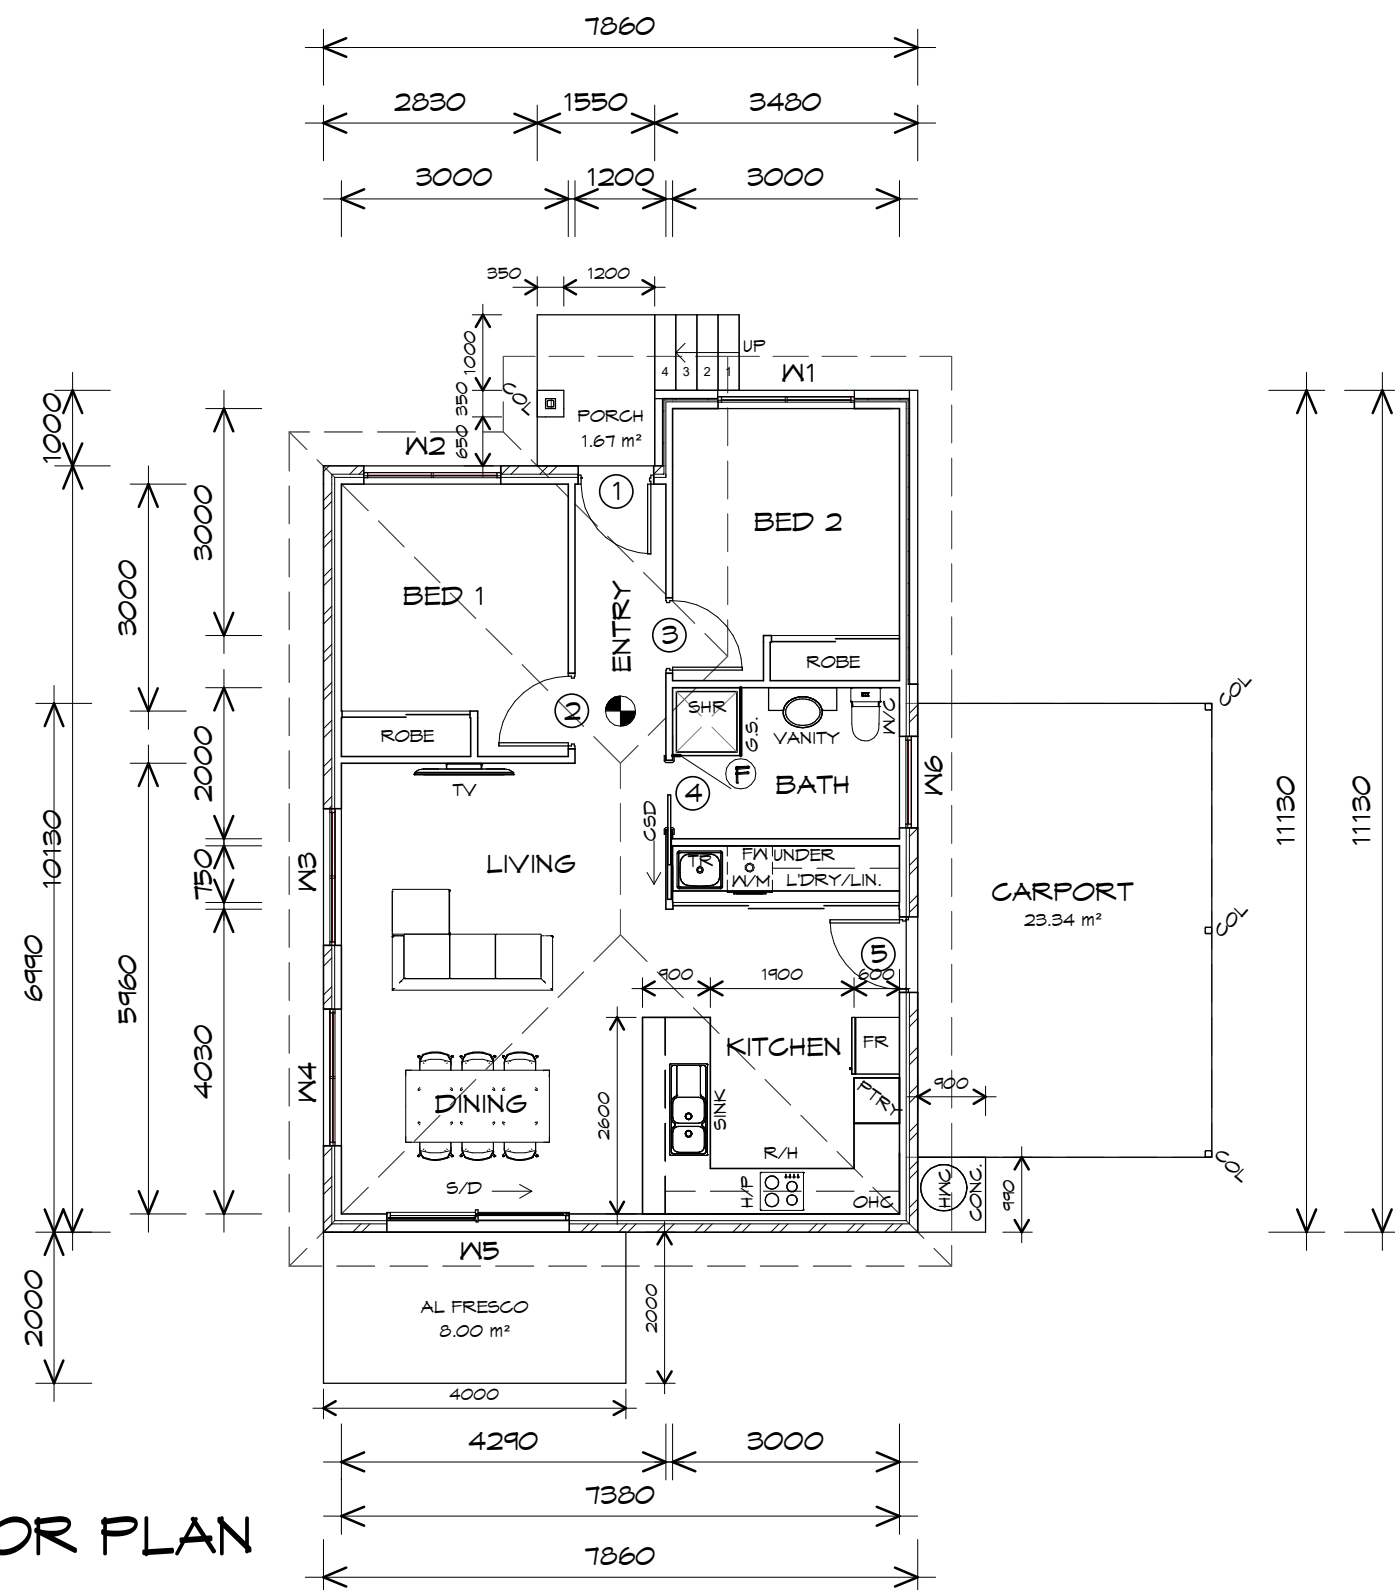 7860
2830 1550 3480
3000 1200 3000
350 1200
1000
350
650
COL
UP
4 3 2 1
W1
PORCH
1.67 m²
W2
1000
3000
3000
1
BED 2
BED 1
ENTRY
3
ROBE
2
ROBE
SHR
G.S.
VANITY
W/C
COL
TV
F
BATH
4
W6
2000
CSD
10130
11130
11130
LIVING
TR
FW UNDER
W/M
L'DRY/LIN.
W3
750
CARPORT
23.34 m²
COL
5
6990
5960
4030
900 1900 600
KITCHEN
FR
W4
DINING
2600
SINK
PTRY
900
R/H
H/P
OHC
S/D
HWC
CONC.
990
COL
W5
AL FRESCO
8.00 m²
2000
2000
4000
4290 3000
7380
OR PLAN
7860